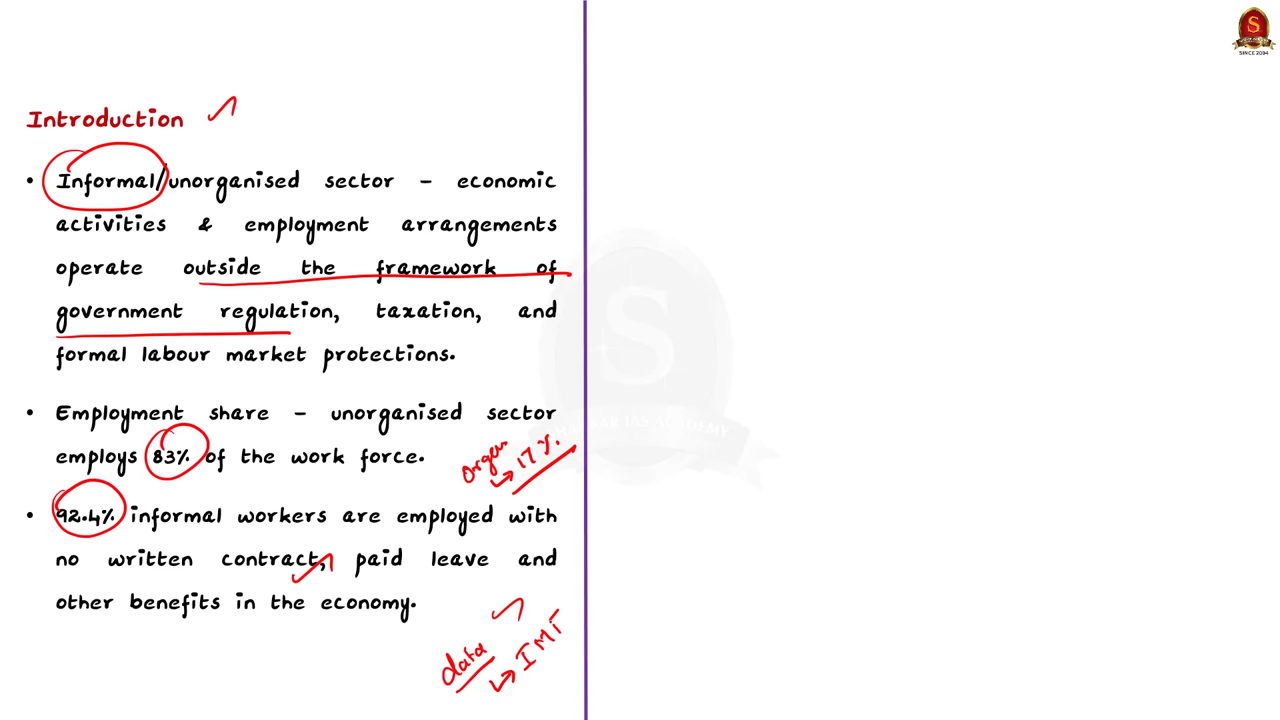 Introduction
• Informal/unorganised sector – economic
activities & employment arrangements
operate outside the framework of
government regulation, taxation, and
formal labour market protections.
• Employment share – unorganised sector
employs 83% of the work force.
Organ
→ 17%.
• 92.4% informal workers are employed with
no written contract, paid leave and
other benefits in the economy.
data
→ IMF
S
SINCE 2004